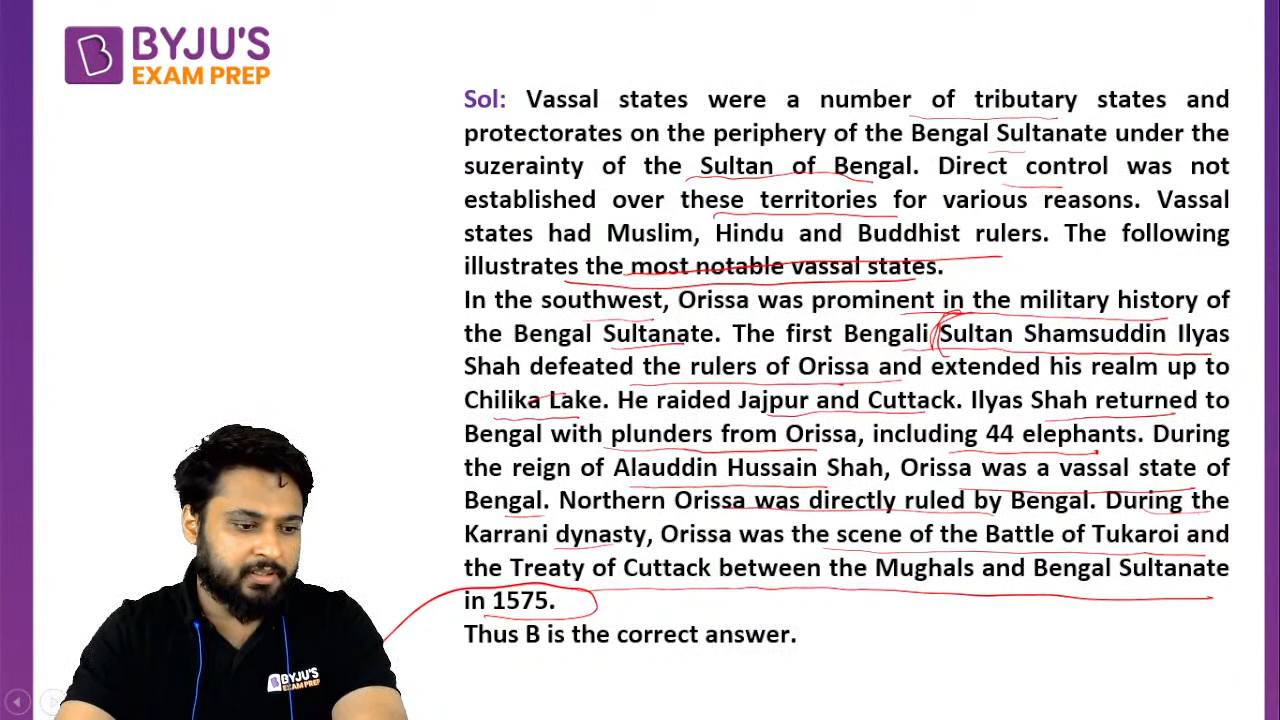 BYJU'S
EXAM PREP
Sol: Vassal states were a number of tributary states and
protectorates on the periphery of the Bengal Sultanate under the
suzerainty of the Sultan of Bengal. Direct control was not
established over these territories for various reasons. Vassal
states had Muslim, Hindu and Buddhist rulers. The following
illustrates the most notable vassal states.
In the southwest, Orissa was prominent in the military history of
the Bengal Sultanate. The first Bengali Sultan Shamsuddin Ilyas
Shah defeated the rulers of Orissa and extended his realm up to
Chilika Lake. He raided Jajpur and Cuttack. Ilyas Shah returned to
Bengal with plunders from Orissa, including 44 elephants. During
the reign of Alauddin Hussain Shah, Orissa was a vassal state of
Bengal. Northern Orissa was directly ruled by Bengal. During the
Karrani dynasty, Orissa was the scene of the Battle of Tukaroi and
the Treaty of Cuttack between the Mughals and Bengal Sultanate
in 1575.
Thus B is the correct answer.
BYJU'S
EXAM PREP